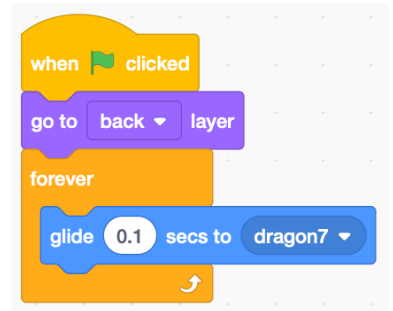 when clicked
go to back layer
forever
glide 0.1 secs to dragon7